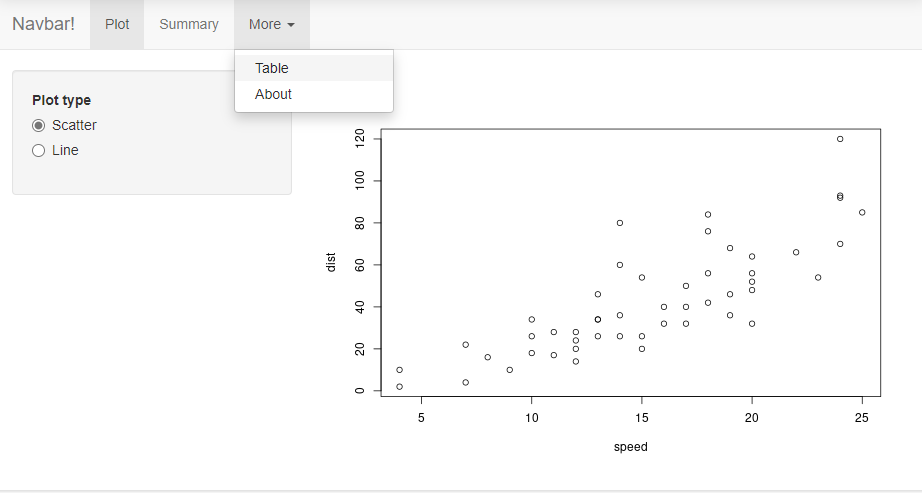 Navbar! Plot Summary More
Table
About
Plot type
Scatter
Line
120
100
80
60
40
20
0
dist
5 10 15 20 25
speed